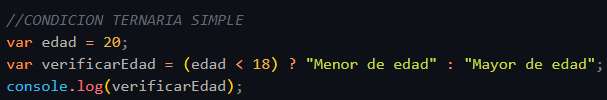 //CONDICION TERNARIA SIMPLE
var edad = 20;
var verificarEdad = (edad < 18) ? "Menor de edad" : "Mayor de edad";
console.log(verificarEdad);